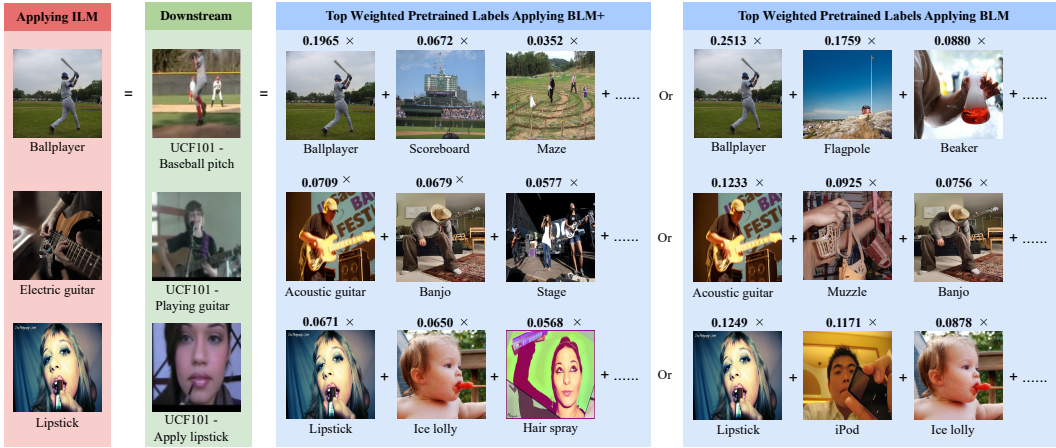 Applying ILM
Downstream
Top Weighted Pretrained Labels Applying BLM+
Top Weighted Pretrained Labels Applying BLM
0.1965 ×
0.0672 ×
0.0352 ×
0.2513 ×
0.1759 ×
0.0880 ×
=
=
+
+
+ ......
Or
+
+
+ ......
Ballplayer
UCF101 -
Baseball pitch
Ballplayer
Scoreboard
Maze
Ballplayer
Flagpole
Beaker
0.0709 ×
0.0679 ×
0.0577 ×
0.1233 ×
0.0925 ×
0.0756 ×
+
+
+ ......
Or
+
+
+ ......
Electric guitar
UCF101 -
Playing guitar
Acoustic guitar
Banjo
Stage
Acoustic guitar
Muzzle
Banjo
0.0671 ×
0.0650 ×
0.0568 ×
0.1249 ×
0.1171 ×
0.0878 ×
+
+
+ ......
Or
+
+
+ ......
Lipstick
UCF101 -
Apply lipstick
Lipstick
Ice lolly
Hair spray
Lipstick
iPod
Ice lolly